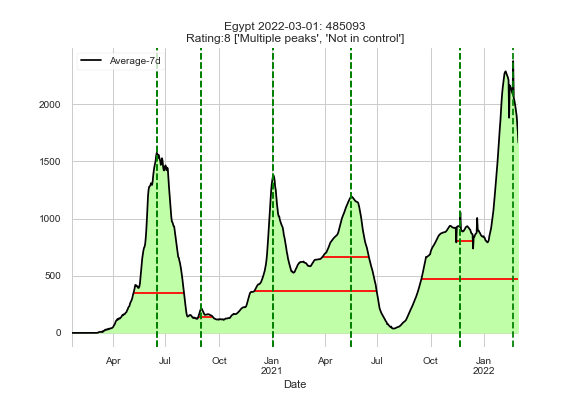 Egypt 2022-03-01: 485093
Rating:8 ['Multiple peaks', 'Not in control']
Average-7d
2000
1500
1000
500
0
Apr Jul Oct Jan Apr Jul Oct Jan
2021 2022
Date